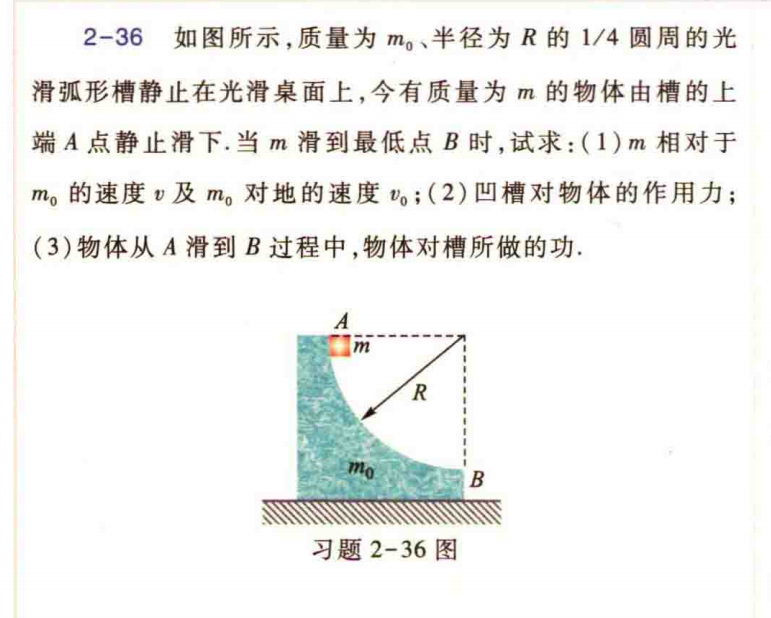 2-36 如图所示,质量为 m₀、半径为 R 的 1/4 圆周的光
滑弧形槽静止在光滑桌面上,今有质量为 m 的物体由槽的上
端 A 点静止滑下.当 m 滑到最低点 B 时,试求:(1)m 相对于
m₀ 的速度 v 及 m₀ 对地的速度 v₀;(2)凹槽对物体的作用力;
(3)物体从 A 滑到 B 过程中,物体对槽所做的功.
A
m
R
m₀
B
习题 2-36 图